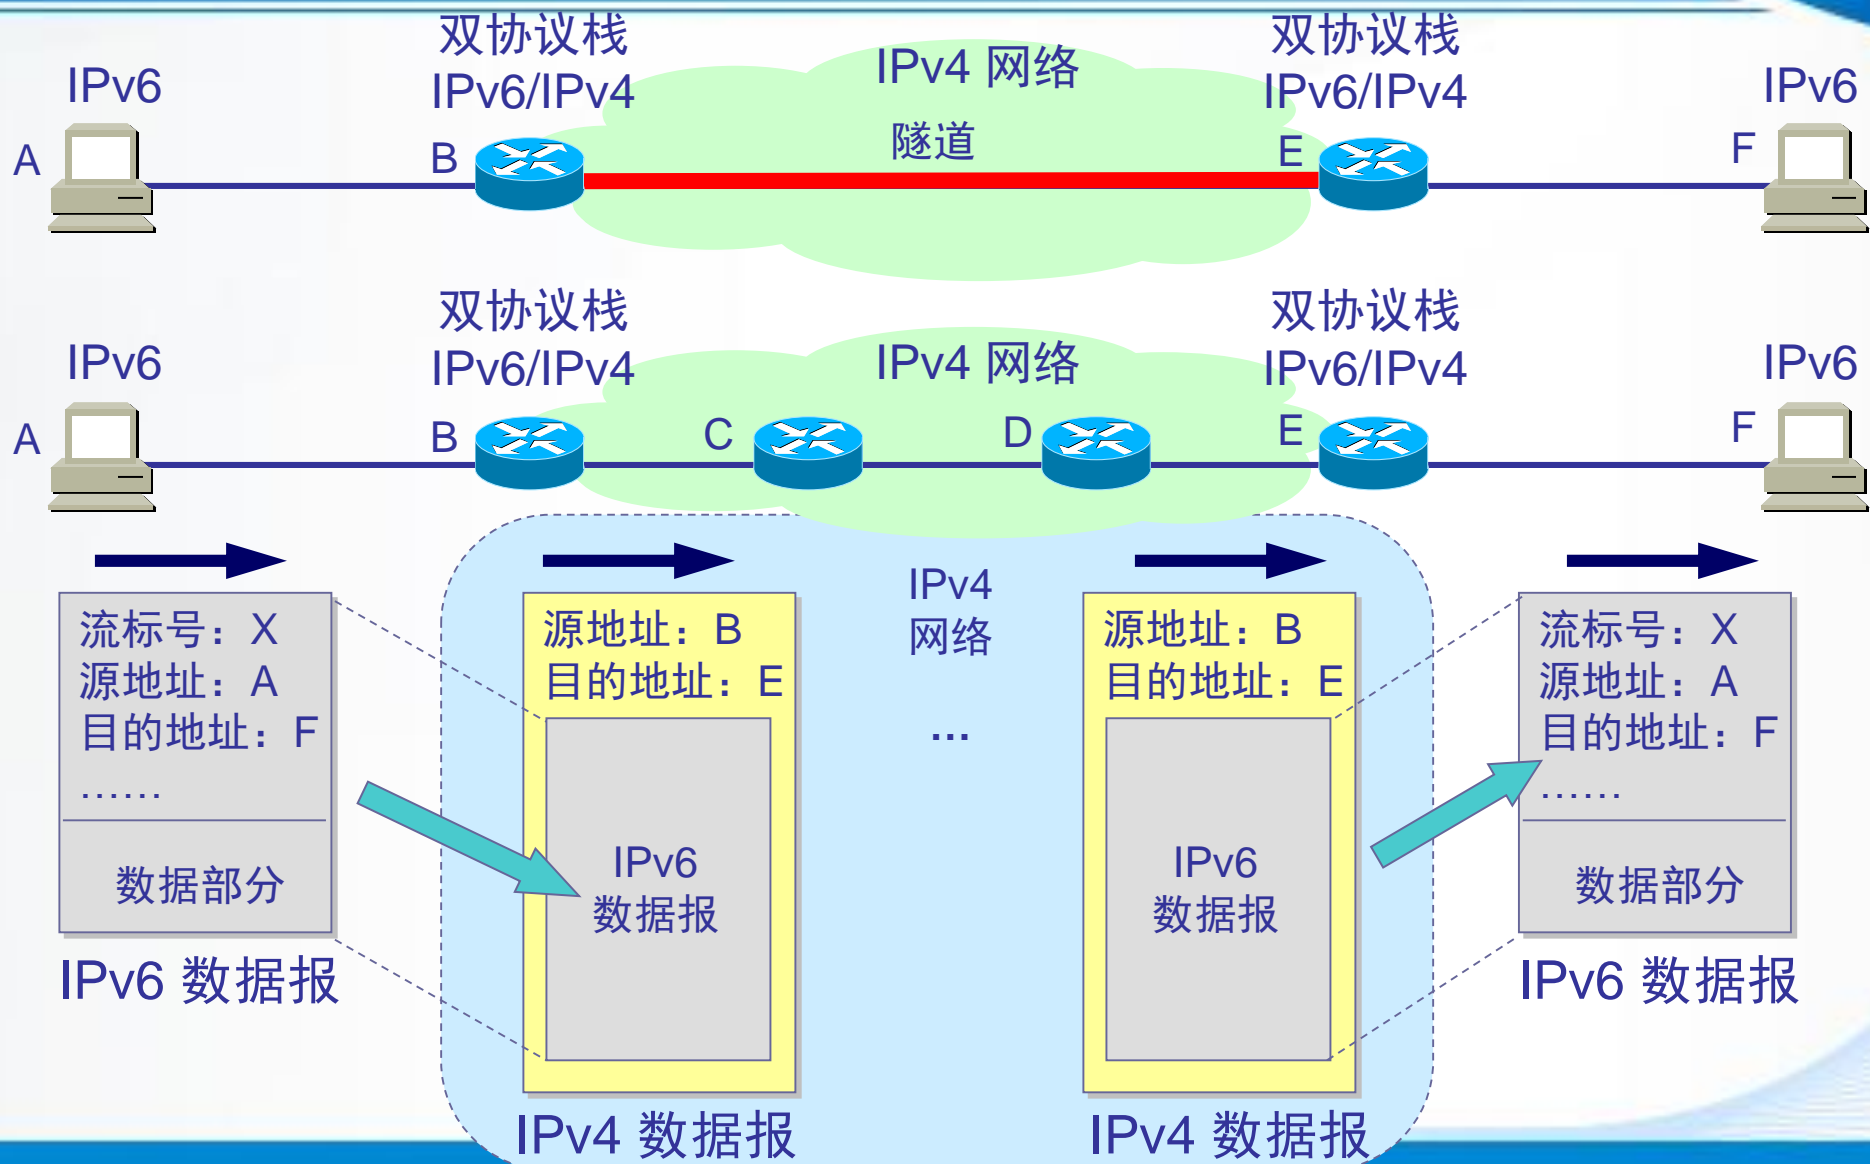 双协议栈
IPv6/IPv4
IPv4 网络
双协议栈
IPv6/IPv4
IPv6
IPv6
隧道
A
B
E
F
双协议栈
IPv6/IPv4
IPv4 网络
双协议栈
IPv6/IPv4
IPv6
IPv6
A
B
C
D
E
F
流标号：X
源地址：A
目的地址：F
……
数据部分
IPv6 数据报
源地址：B
目的地址：E
IPv6
数据报
IPv4 数据报
IPv4
网络
...
源地址：B
目的地址：E
IPv6
数据报
IPv4 数据报
流标号：X
源地址：A
目的地址：F
……
数据部分
IPv6 数据报